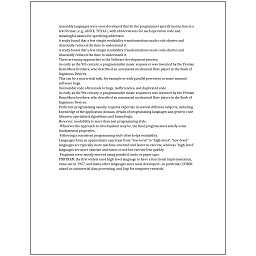 Assembly languages were soon developed that let the programmer specify instruction in a
text format (e.g., ADD X, TOTAL), with abbreviations for each operation code and
meaningful names for specifying addresses.
A study found that a few simple readability transformations made code shorter and
drastically reduced the time to understand it.
A study found that a few simple readability transformations made code shorter and
drastically reduced the time to understand it.
There are many approaches to the Software development process.
As early as the 9th century, a programmable music sequencer was invented by the Persian
Banu Musa brothers, who described an automated mechanical flute player in the Book of
Ingenious Devices.
This can be a non-trivial task, for example as with parallel processes or some unusual
software bugs.
Unreadable code often leads to bugs, inefficiencies, and duplicated code.
As early as the 9th century, a programmable music sequencer was invented by the Persian
Banu Musa brothers, who described an automated mechanical flute player in the Book of
Ingenious Devices.
Proficient programming usually requires expertise in several different subjects, including
knowledge of the application domain, details of programming languages and generic code
libraries, specialized algorithms, and formal logic.
However, readability is more than just programming style.
Whatever the approach to development may be, the final program must satisfy some
fundamental properties.
Following a consistent programming style often helps readability.
Languages form an approximate spectrum from "low-level" to "high-level"; "low-level"
languages are typically more machine-oriented and faster to execute, whereas "high-level"
languages are more abstract and easier to use but execute less quickly.
Programs were mostly entered using punched cards or paper tape.
FORTRAN, the first widely used high-level language to have a functional implementation,
came out in 1957, and many other languages were soon developed—in particular, COBOL
aimed at commercial data processing, and Lisp for computer research.